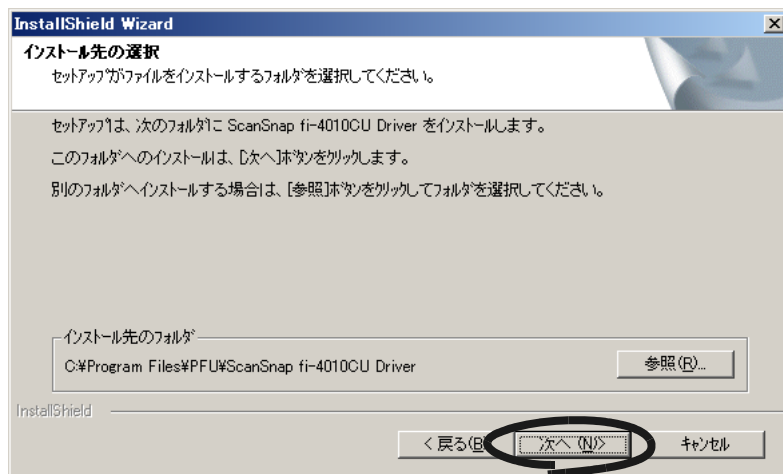 InstallShield Wizard
インストール先の選択
セットアップがファイルをインストールするフォルダを選択してください。
セットアップは、次のフォルダに ScanSnap fi-4010CU Driver をインストールします。
このフォルダへのインストールは、[次へ]ボタンをクリックします。
別のフォルダへインストールする場合は、[参照]ボタンをクリックしてフォルダを選択してください。
インストール先のフォルダ
C:¥Program Files¥PFU¥ScanSnap fi-4010CU Driver
参照(R)...
InstallShield
< 戻る(B) 次へ (N)> キャンセル